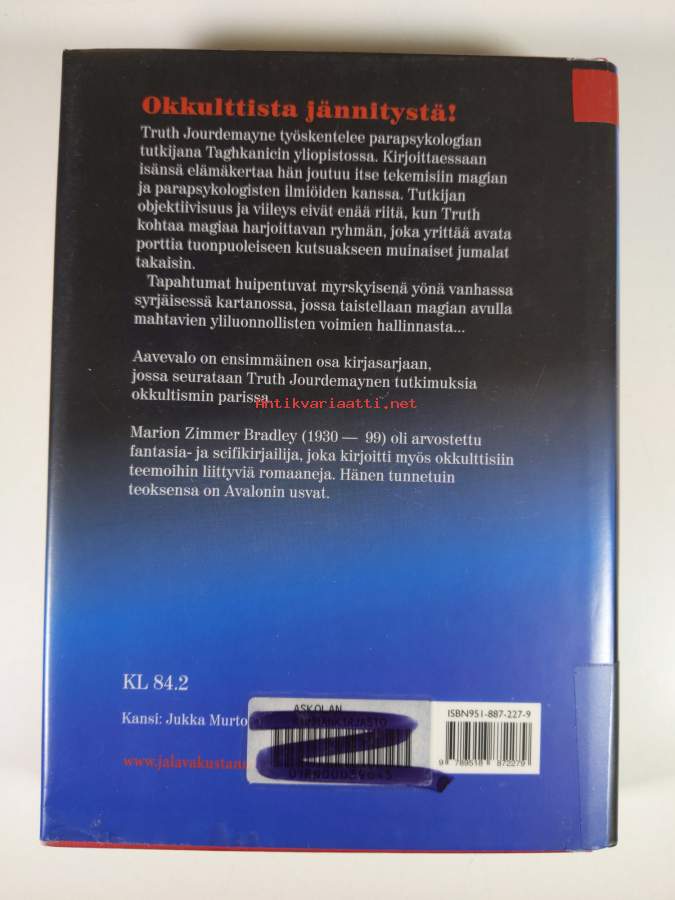 Okkulttista jännitystä!
Truth Jourdemayne työskentelee parapsykologian
tutkijana Taghkanicin yliopistossa. Kirjoittaessaan
isänsä elämäkertaa hän joutuu itse tekemisiin magian
ja parapsykologisten ilmiöiden kanssa. Tutkijan
objektiivisuus ja viileys eivät enää riitä, kun Truth
kohtaa magiaa harjoittavan ryhmän, joka yrittää avata
porttia tuonpuoleiseen kutsuakseen muinaiset jumalat
takaisin.
Tapahtumat huipentuvat myrskyisenä yönä vanhassa
syrjäisessä kartanossa, jossa taistellaan magian avulla
mahtavien yliluonnollisten voimien hallinnasta...
Aavevalo on ensimmäinen osa kirjasarjaan,
jossa seurataan Truth Jourdemaynen tutkimuksia
okkultismin parissa
Antikvariaatti.net
Marion Zimmer Bradley (1930 — 99) oli arvostettu
fantasia- ja scifikirjailija, joka kirjoitti myös okkulttisiin
teemoihin liittyviä romaaneja. Hänen tunnetuin
teoksensa on Avalonin usvat.
KL 84.2
Kansi: Jukka Murto
www.jalavakustan
ASKOLAN
ISBN951-887-227-9
9 789518 872279